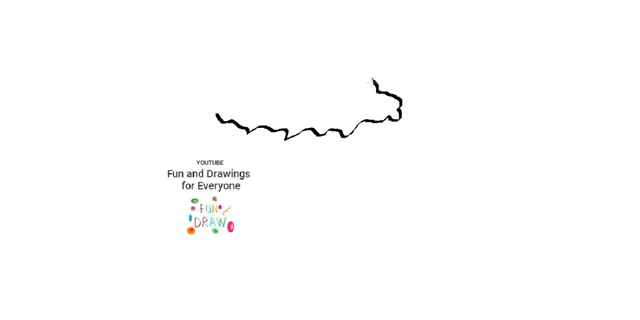 YOUTUBE
Fun and Drawings
for Everyone
FUN
DRAW